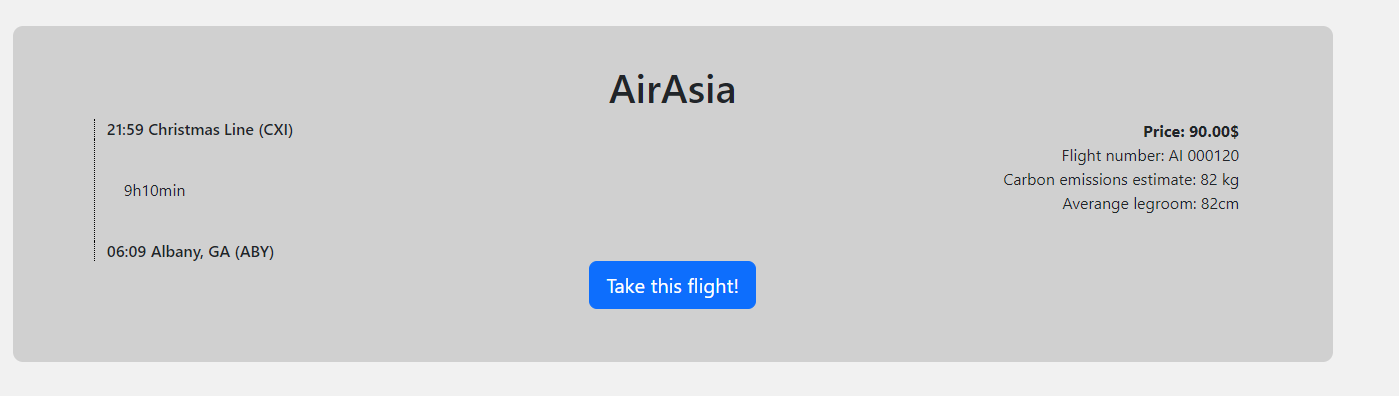 AirAsia
21:59 Christmas Line (CXI)
9h10min
06:09 Albany, GA (ABY)
Price: 90.00$
Flight number: AI 000120
Carbon emissions estimate: 82 kg
Averange legroom: 82cm
Take this flight!